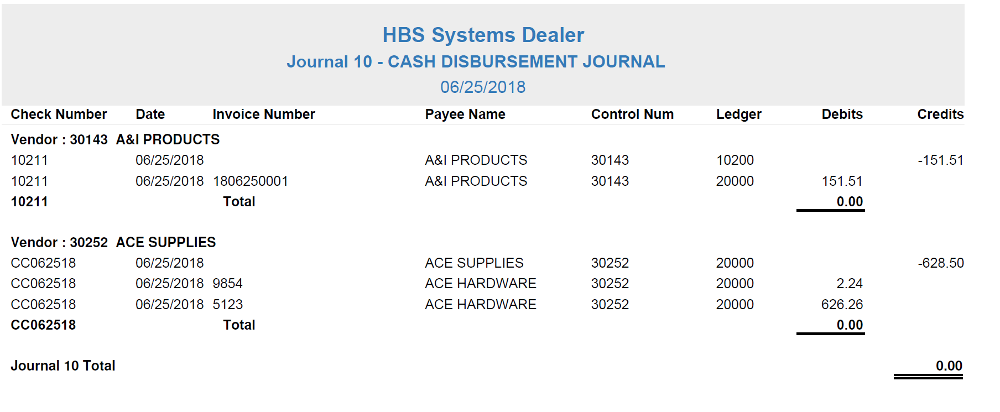 HBS Systems Dealer
Journal 10 - CASH DISBURSEMENT JOURNAL
06/25/2018
Check Number Date Invoice Number Payee Name Control Num Ledger Debits Credits
Vendor : 30143 A&I PRODUCTS
10211 06/25/2018 A&I PRODUCTS 30143 10200 -151.51
10211 06/25/2018 1806250001 A&I PRODUCTS 30143 20000 151.51
10211 Total 0.00
Vendor : 30252 ACE SUPPLIES
CC062518 06/25/2018 ACE SUPPLIES 30252 20000 -628.50
CC062518 06/25/2018 9854 ACE HARDWARE 30252 20000 2.24
CC062518 06/25/2018 5123 ACE HARDWARE 30252 20000 626.26
CC062518 Total 0.00
Journal 10 Total 0.00